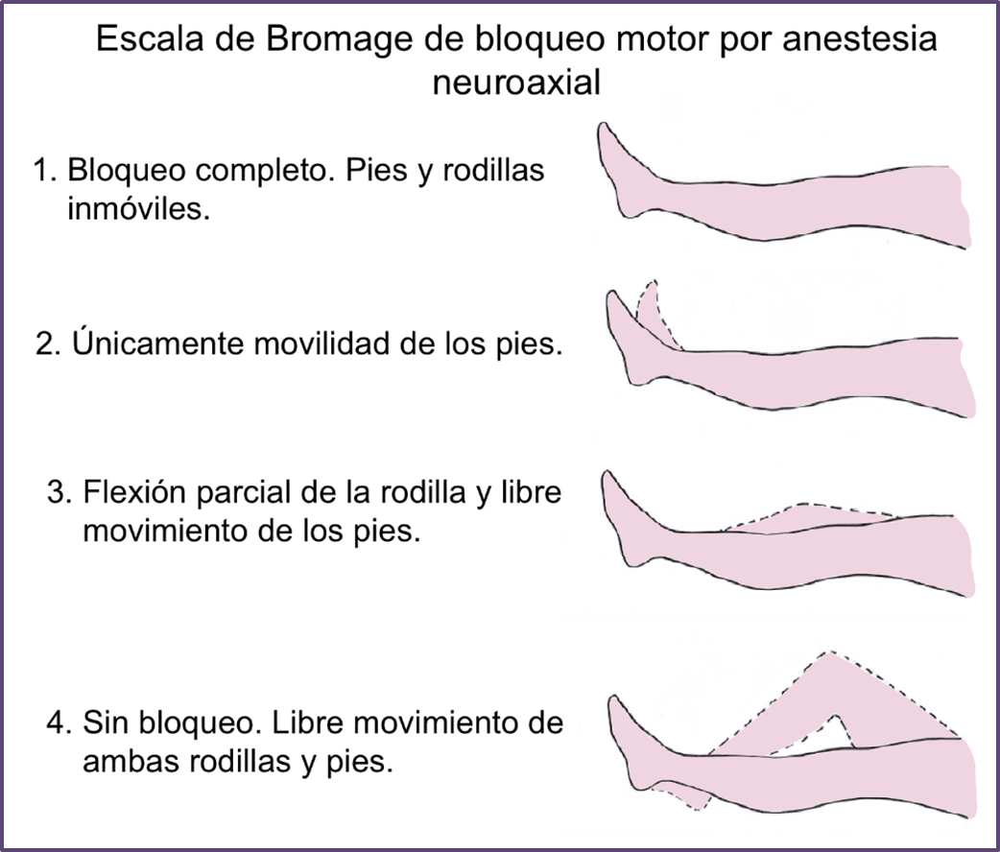 Escala de Bromage de bloqueo motor por anestesia
neuroaxial
1. Bloqueo completo. Pies y rodillas
inmóviles.
2. Únicamente movilidad de los pies.
3. Flexión parcial de la rodilla y libre
movimiento de los pies.
4. Sin bloqueo. Libre movimiento de
ambas rodillas y pies.